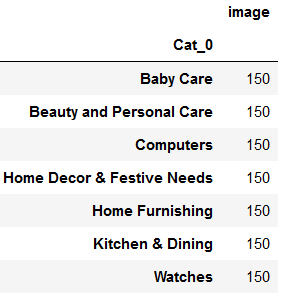 image
Cat_0
Baby Care 150
Beauty and Personal Care 150
Computers 150
Home Decor & Festive Needs 150
Home Furnishing 150
Kitchen & Dining 150
Watches 150